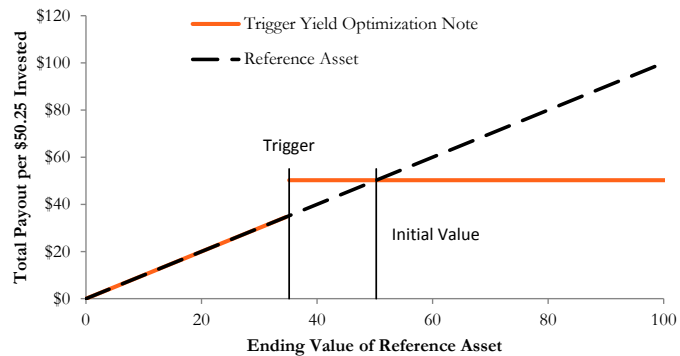 Total Payout per $50.25 Invested
$120
$100
$80
$60
$40
$20
$0
Trigger Yield Optimization Note
Reference Asset
Trigger
Initial Value
0
20
40
60
80
100
Ending Value of Reference Asset